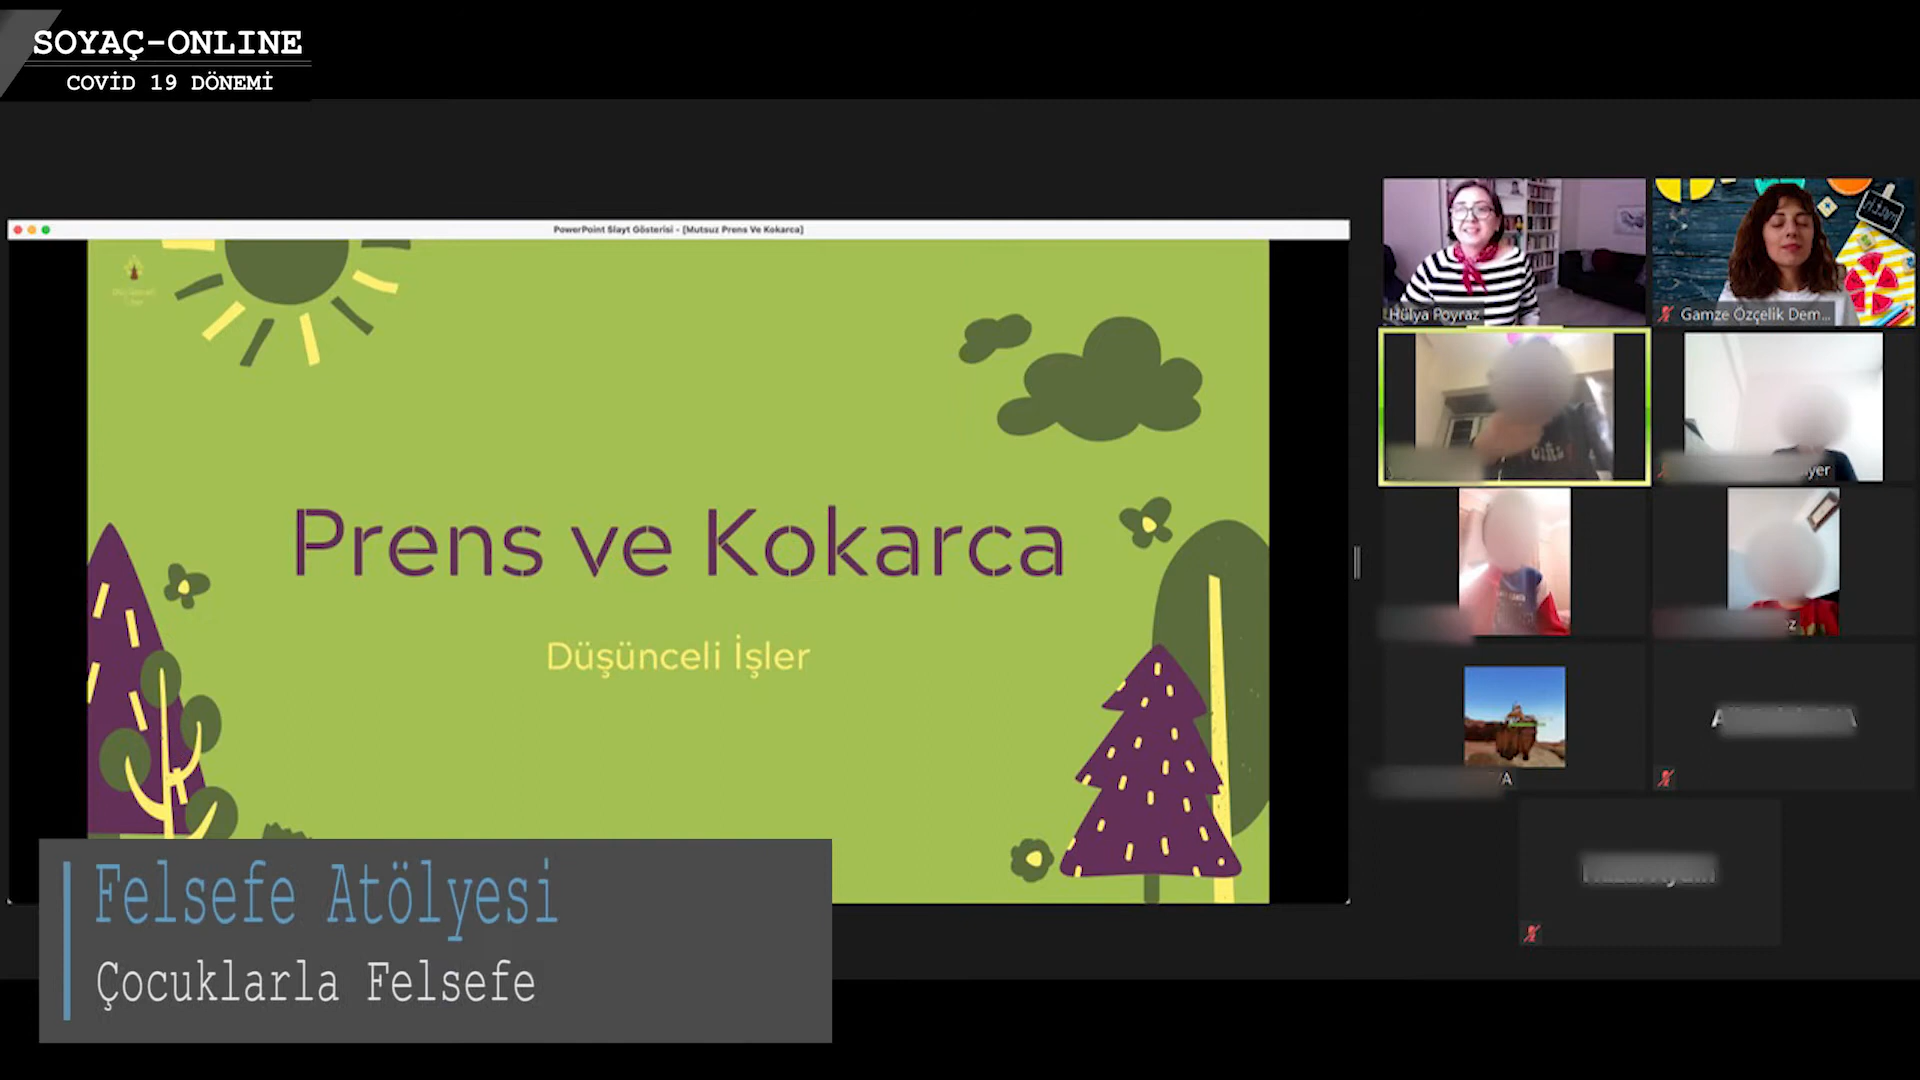 SOYAÇ-ONLINE
COVİD 19 DÖNEMİ
PowerPoint Slayt Gösterisi - [Mutsuz Prens Ve Kokarca]
Prens ve Kokarca
Düşünceli İşler
Hülya Poyraz
Gamze Özçelik Dem...
Felsefe Atölyesi
Çocuklarla Felsefe